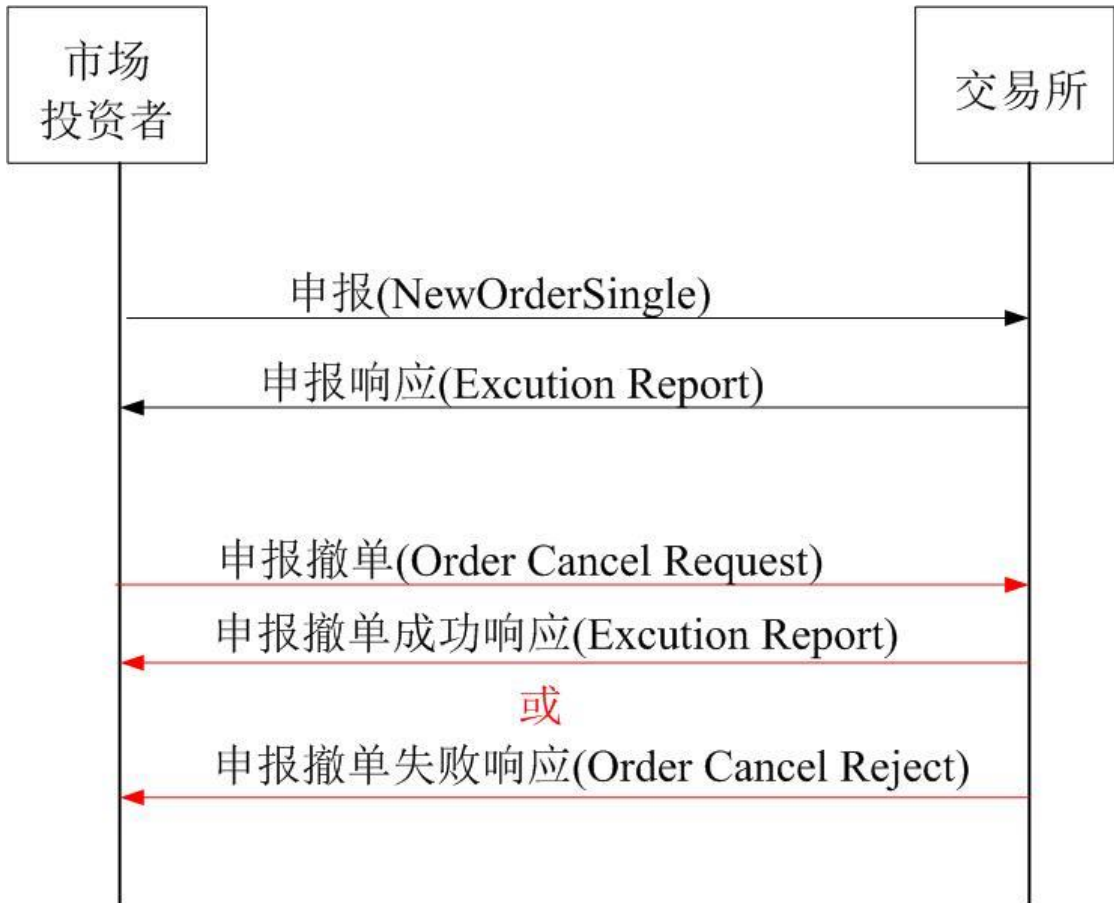 市场
投资者
交易所
申报(NewOrderSingle)
申报响应(Excution Report)
申报撤单(Order Cancel Request)
申报撤单成功响应(Excution Report)
或
申报撤单失败响应(Order Cancel Reject)